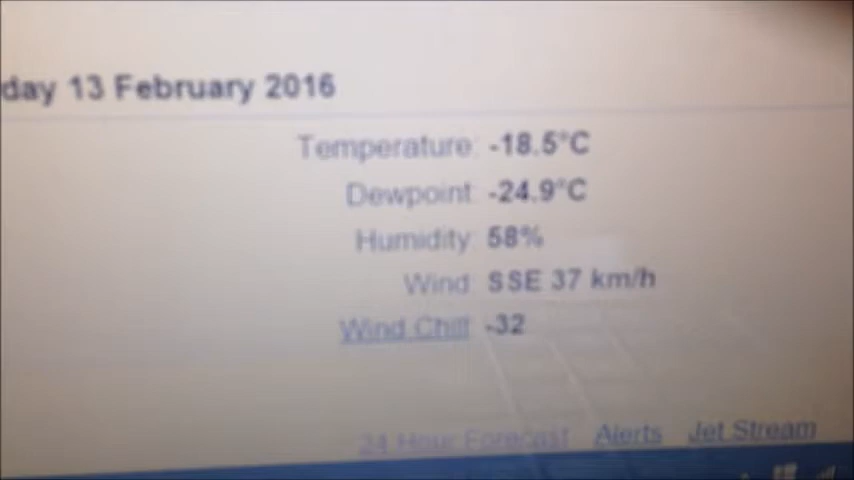 day 13 February 2016
Temperature: -18.5°C
Dewpoint: -24.9°C
Humidity: 58%
Wind: SSE 37 km/h
Wind Chill: -32
24 Hour Forecast Alerts Jet Stream